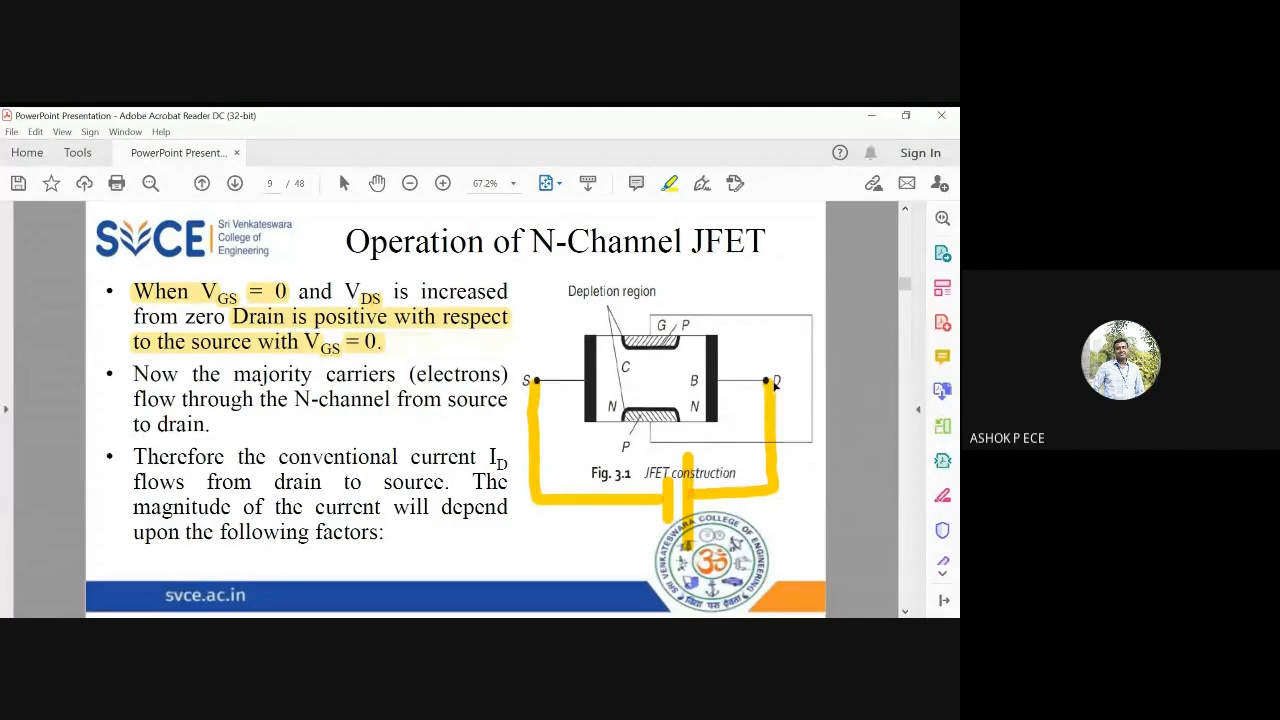 PowerPoint Presentation - Adobe Acrobat Reader DC (32-bit)
File Edit View Sign Window Help
Home Tools PowerPoint Present... × Sign In
9 / 48 67.2%
SVCE Sri Venkateswara
College of
Engineering
Operation of N-Channel JFET
• When VGS = 0 and VDS is increased
from zero Drain is positive with respect
to the source with VGS = 0.
• Now the majority carriers (electrons)
flow through the N-channel from source
to drain.
• Therefore the conventional current ID
flows from drain to source. The
magnitude of the current will depend
upon the following factors:
Depletion region
G P
C
S B D
N N
P
Fig. 3.1 JFET construction
SRI VENKATESWARA COLLEGE OF ENGINEERING
svce.ac.in
ASHOK P ECE